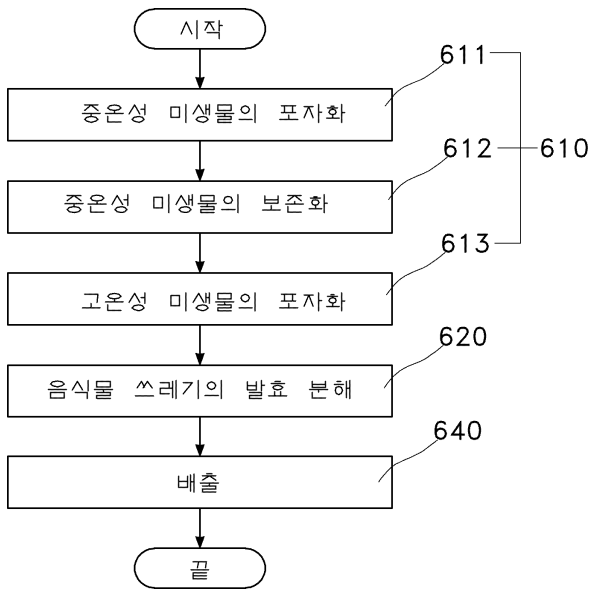 시작
중온성 미생물의 포자화
611
중온성 미생물의 보존화
612
610
고온성 미생물의 포자화
613
음식물 쓰레기의 발효 분해
620
배출
640
끝